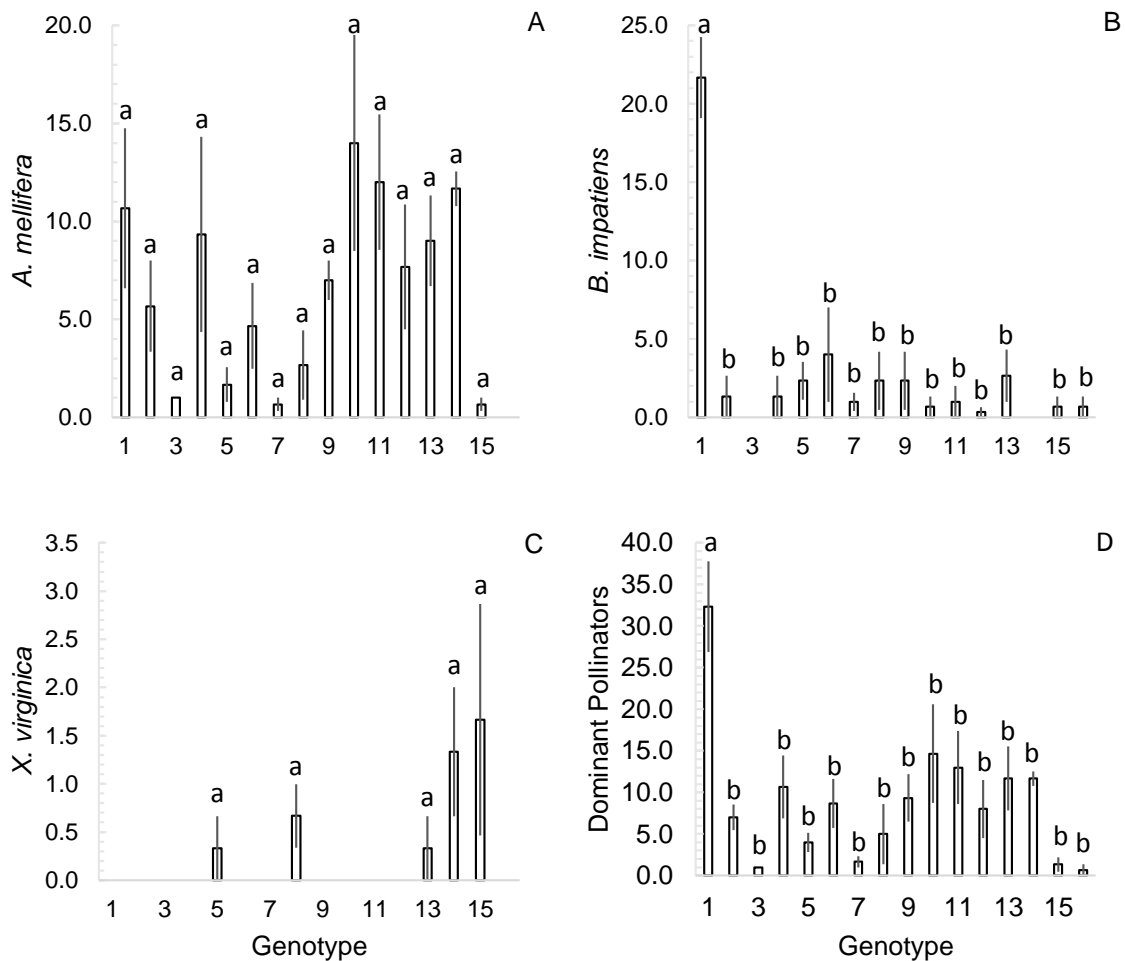 A
20.0
15.0
10.0
5.0
0.0
A. mellifera
a a a a a a a a a a a a a a a
1 3 5 7 9 11 13 15
B
25.0
20.0
15.0
10.0
5.0
0.0
B. impatiens
a b b b b b b b b b b b b b
1 3 5 7 9 11 13 15
C
3.5
3.0
2.5
2.0
1.5
1.0
0.5
0.0
X. virginica
a a a a a
1 3 5 7 9 11 13 15
Genotype
D
40.0
35.0
30.0
25.0
20.0
15.0
10.0
5.0
0.0
Dominant Pollinators
a b b b b b b b b b b b b b b b
1 3 5 7 9 11 13 15
Genotype